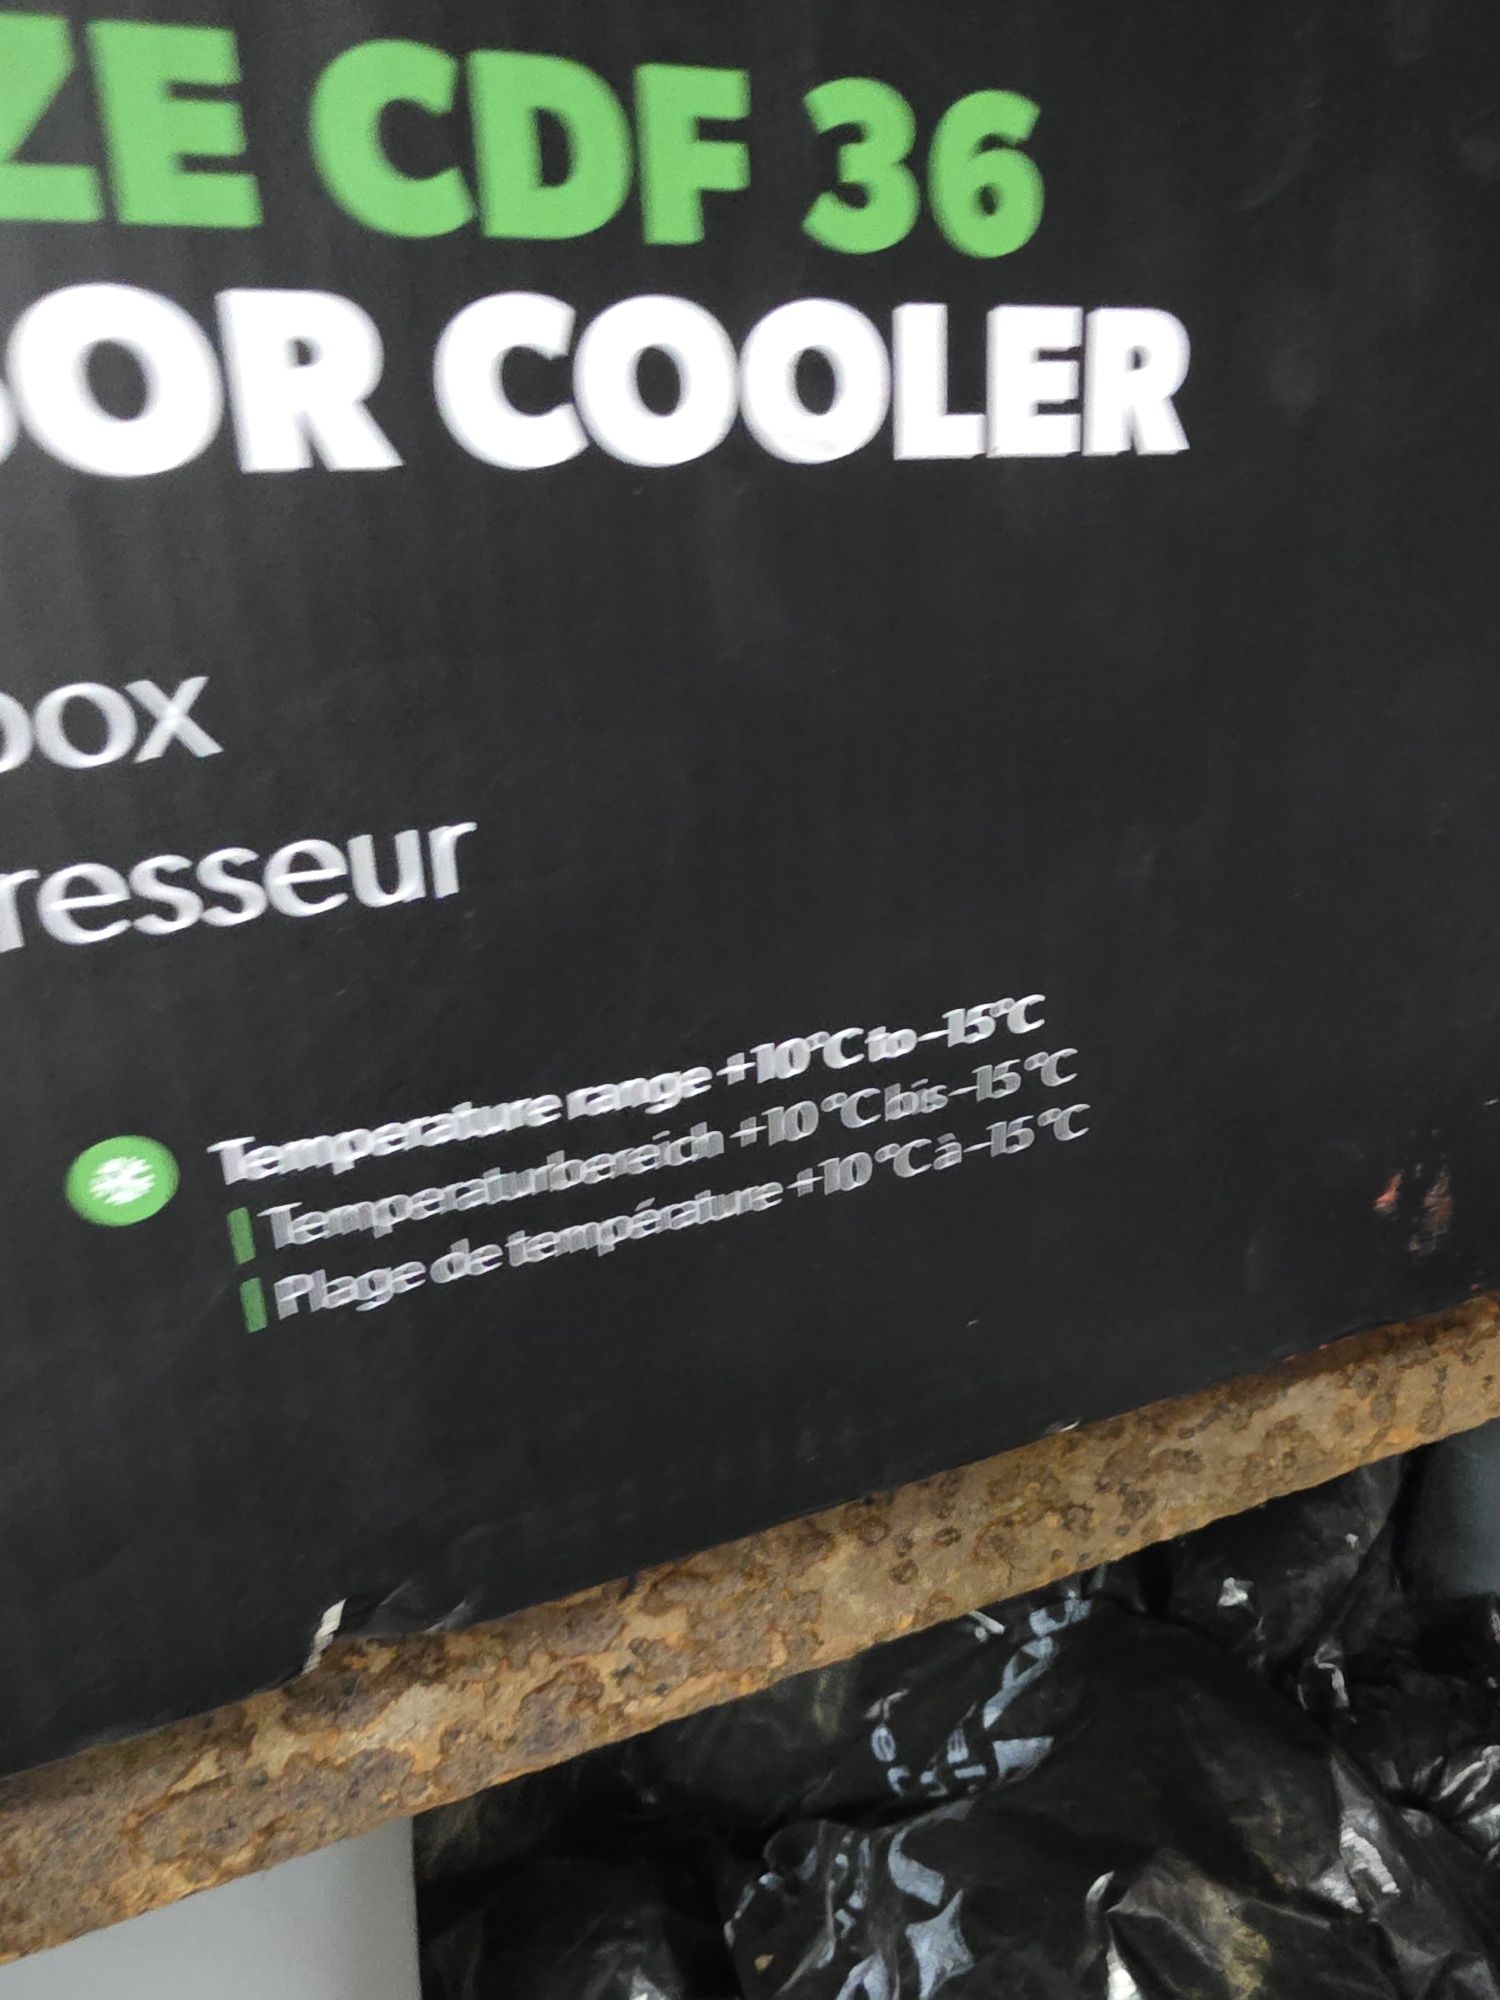 ZE CDF 36
SOR COOLER
box
resseur
Temperature range +10°C to -15°C
Temperaturbereich +10 °C bis -15 °C
Plage de température +10 °C à -15 °C